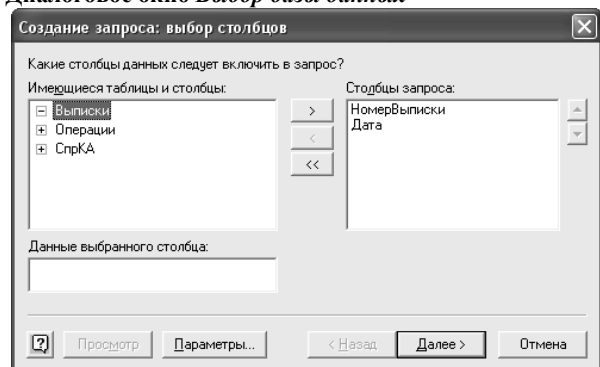 Диалоговое окно Выбор базы данных
Создание запроса: выбор столбцов
Какие столбцы данных следует включить в запрос?
Имеющиеся таблицы и столбцы:
Столбцы запроса:
Выписки
Операции
СпрКА
>
<
<<
НомерВыписки
Дата
Данные выбранного столбца:
Просмотр
Параметры...
< Назад
Далее >
Отмена